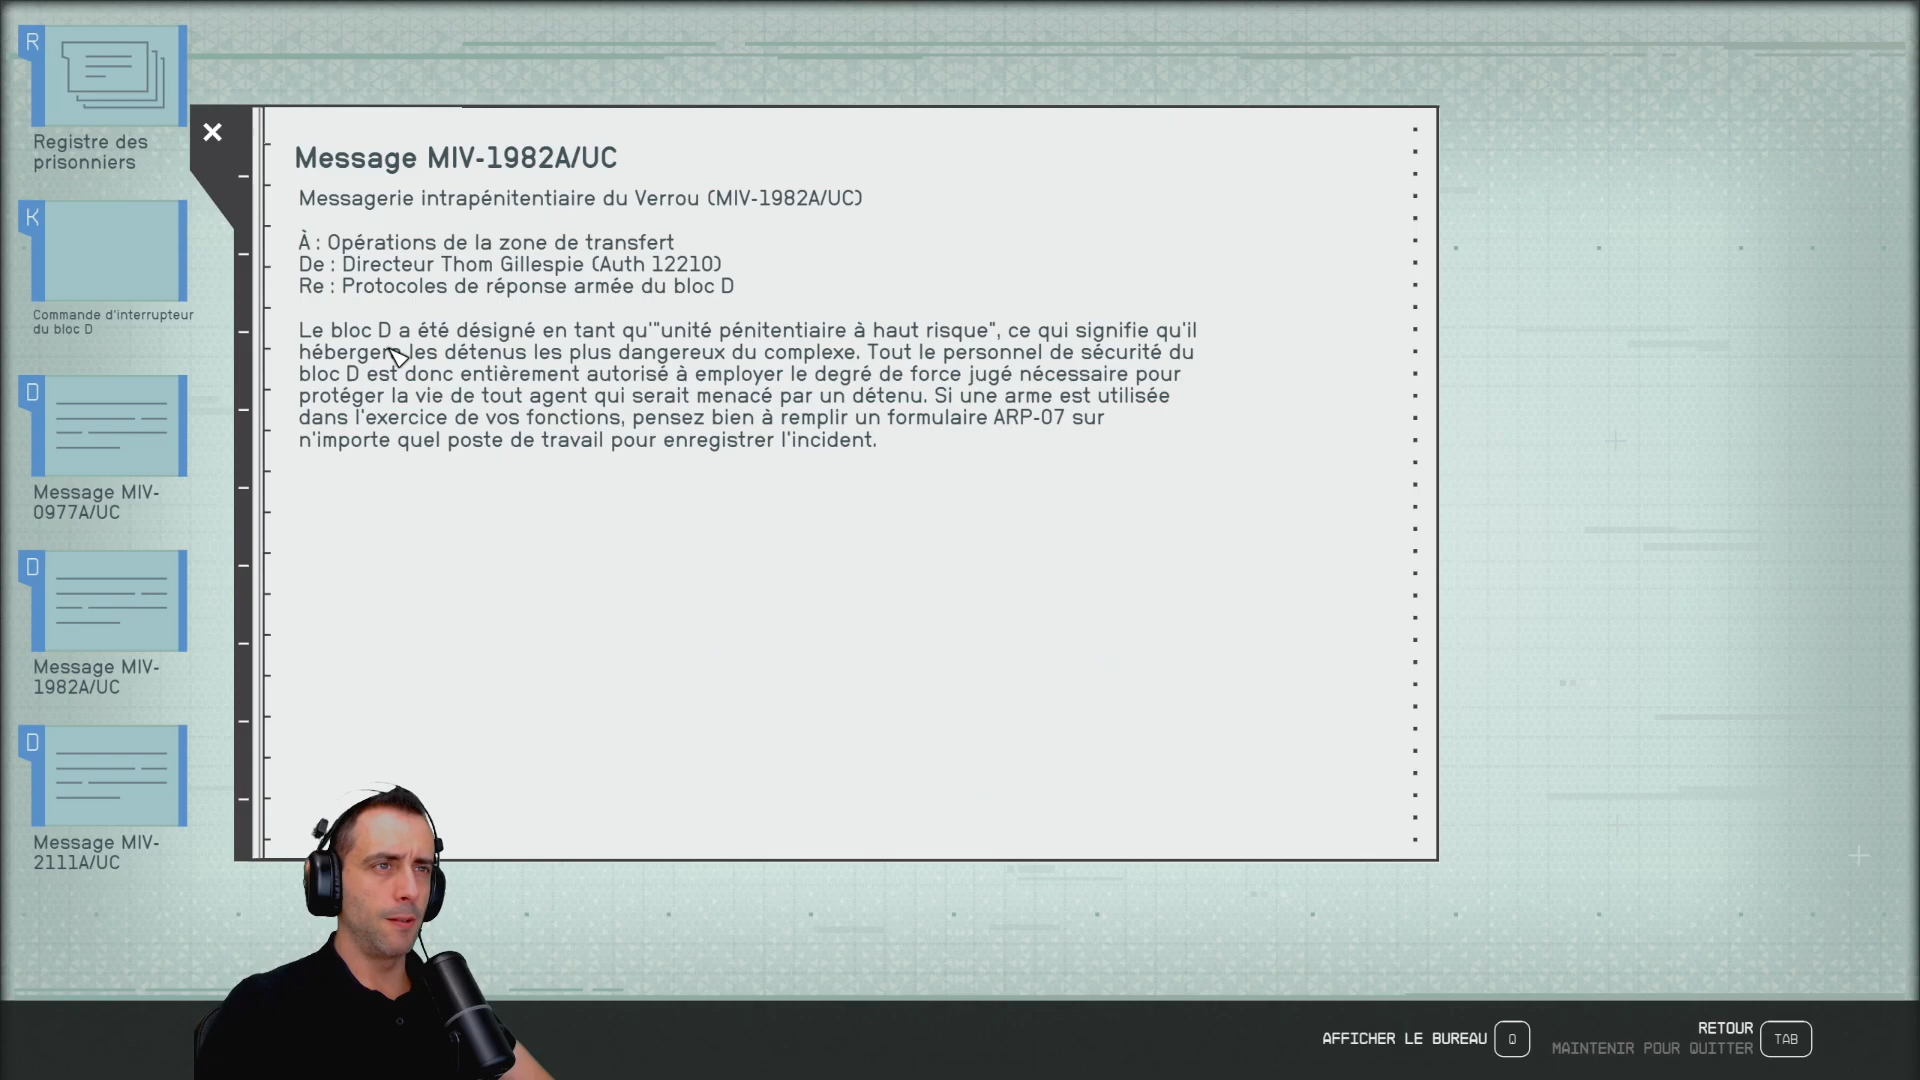 R
Registre des
prisonniers
K
Commande d'interrupteur
du bloc D
D
Message MIV-
0977A/UC
D
Message MIV-
1982A/UC
D
Message MIV-
2111A/UC
Message MIV-1982A/UC
Messagerie intrapénitentiaire du Verrou (MIV-1982A/UC)
À : Opérations de la zone de transfert
De : Directeur Thom Gillespie (Auth 12210)
Re : Protocoles de réponse armée du bloc D
Le bloc D a été désigné en tant qu'"unité pénitentiaire à haut risque", ce qui signifie qu'il
hébergera les détenus les plus dangereux du complexe. Tout le personnel de sécurité du
bloc D est donc entièrement autorisé à employer le degré de force jugé nécessaire pour
protéger la vie de tout agent qui serait menacé par un détenu. Si une arme est utilisée
dans l'exercice de vos fonctions, pensez bien à remplir un formulaire ARP-07 sur
n'importe quel poste de travail pour enregistrer l'incident.
AFFICHER LE BUREAU Q
RETOUR
MAINTENIR POUR QUITTER TAB